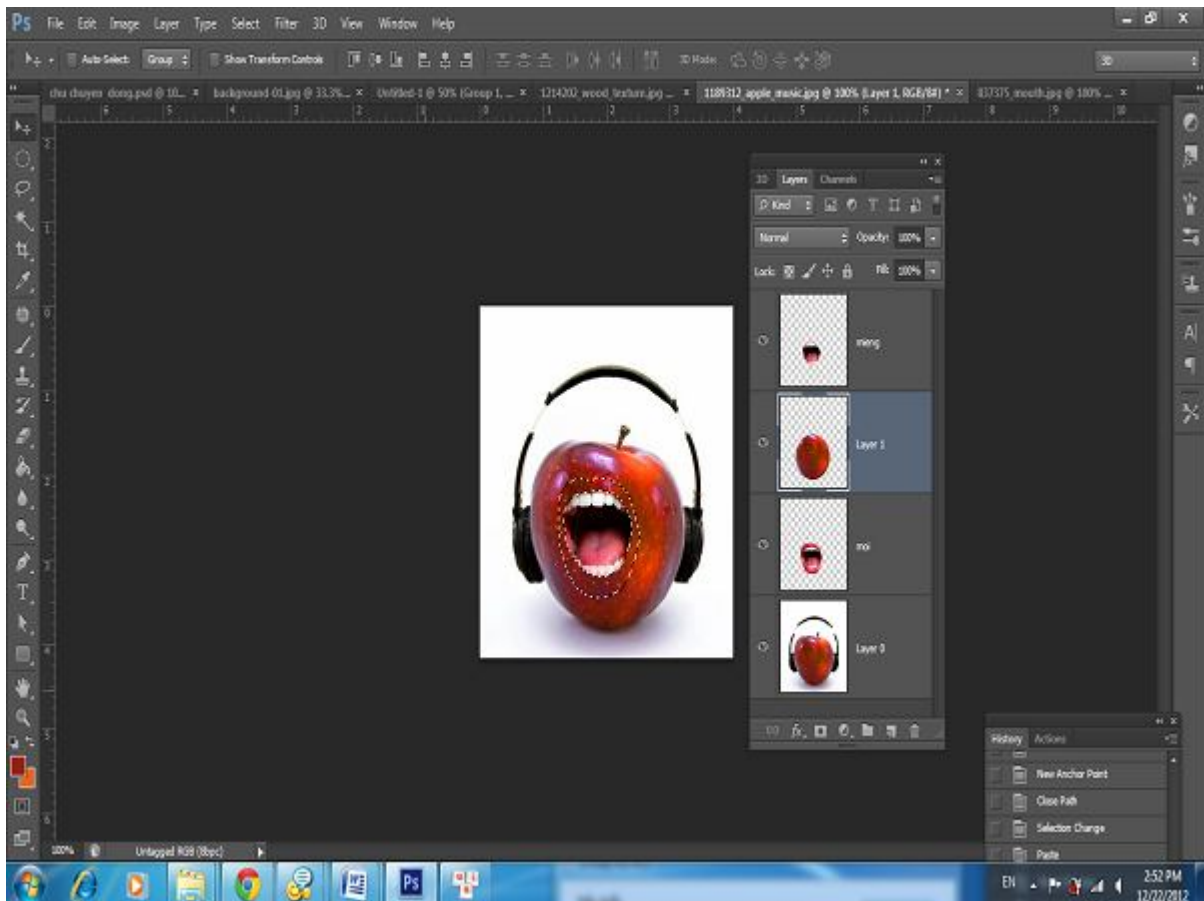 Ps File Edit Image Layer Type Select Filter 3D View Window Help
Auto-Select: Group Show Transform Controls 3D Mode: 3D
chu chuyen dong.psd @ 10... × background-01.jpg @ 33.3%... × Untitled-1 @ 50% (Group 1, ... × 1214202_wood_texture.jpg ... × 1189312_apple_music.jpg @ 100% (Layer 1, RGB/8#) * × 837375_mouth.jpg @ 100% ... ×
3D Layers Channels
Kind
Normal Opacity: 100%
Lock: Fill: 100%
mieng
Layer 1
moi
Layer 0
History Actions
New Anchor Point
Close Path
Selection Change
Paste
100% Untagged RGB (8bpc)
Ps EN 2:52 PM
12/22/2012